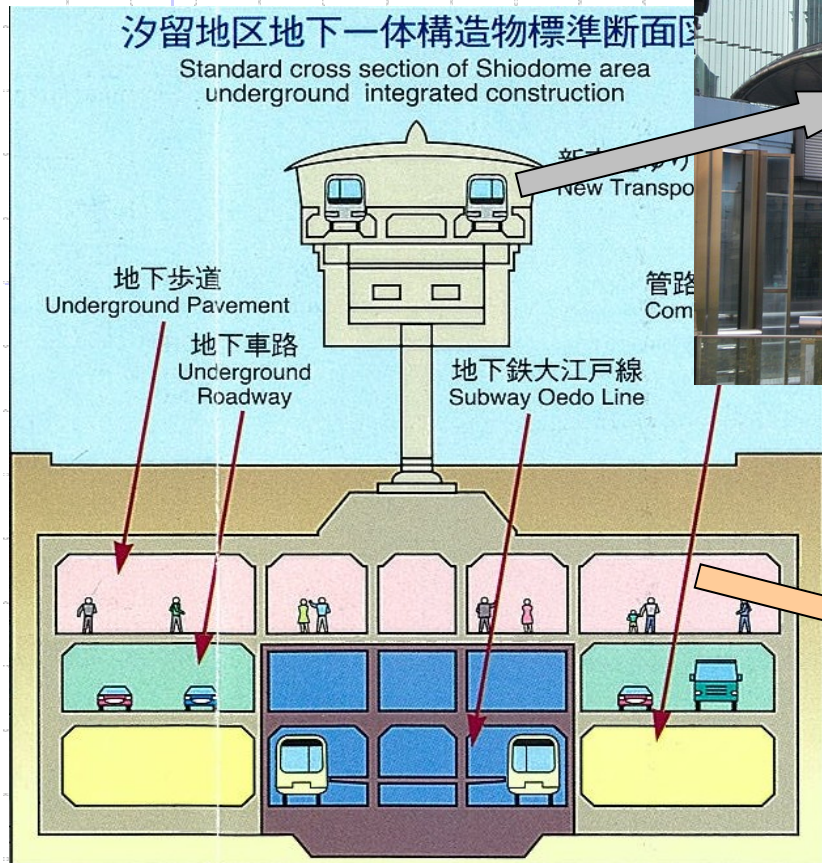 汐留地区地下一体構造物標準断面図
Standard cross section of Shiodome area
underground integrated construction
New Transpo
地下歩道
Underground Pavement
管路
Com
地下車路
Underground
Roadway
地下鉄大江戸線
Subway Oedo Line